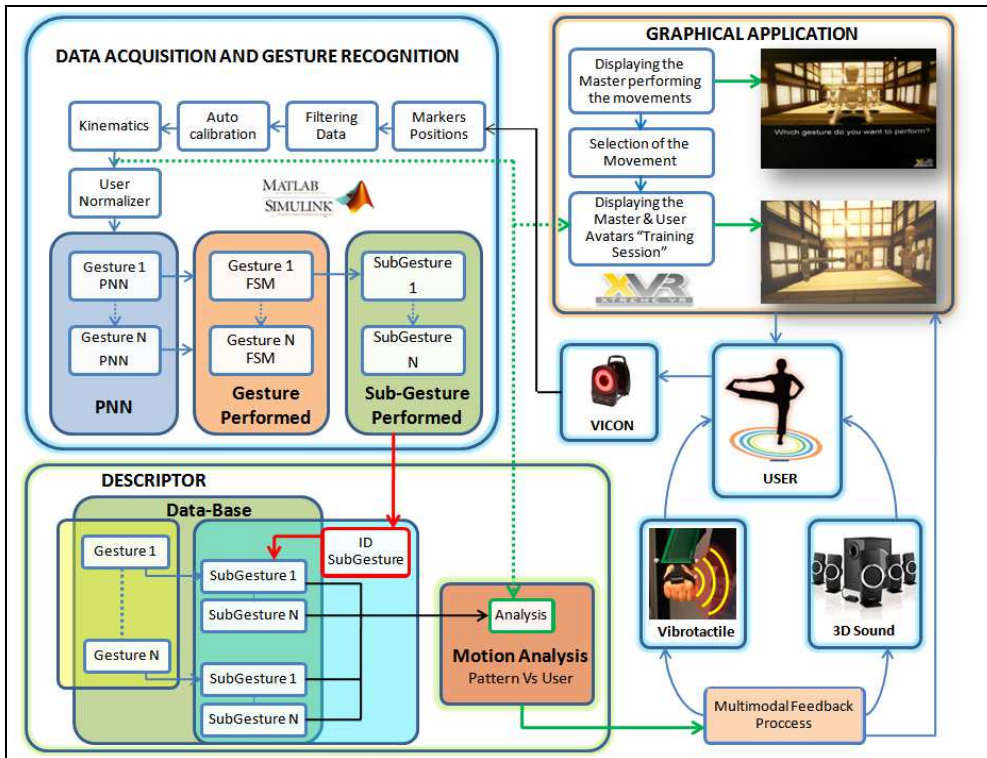 DATA ACQUISITION AND GESTURE RECOGNITION
Kinematics
Auto
calibration
Filtering
Data
Markers
Positions
User
Normalizer
MATLAB
SIMULINK
Gesture 1
PNN
Gesture N
PNN
PNN
Gesture 1
FSM
Gesture N
FSM
Gesture
Performed
SubGesture
1
SubGesture
N
Sub-Gesture
Performed
GRAPHICAL APPLICATION
Displaying the
Master performing
the movements
Selection of the
Movement
Displaying the
Master & User
Avatars "Training
Session"
Which gesture do you want to perform?
XVR
XVR
XTREME VR
VICON
USER
Vibrotactile
3D Sound
Multimodal Feedback
Proccess
DESCRIPTOR
Data-Base
Gesture 1
Gesture N
ID
SubGesture
SubGesture 1
SubGesture N
SubGesture 1
SubGesture N
Analysis
Motion Analysis
Pattern Vs User